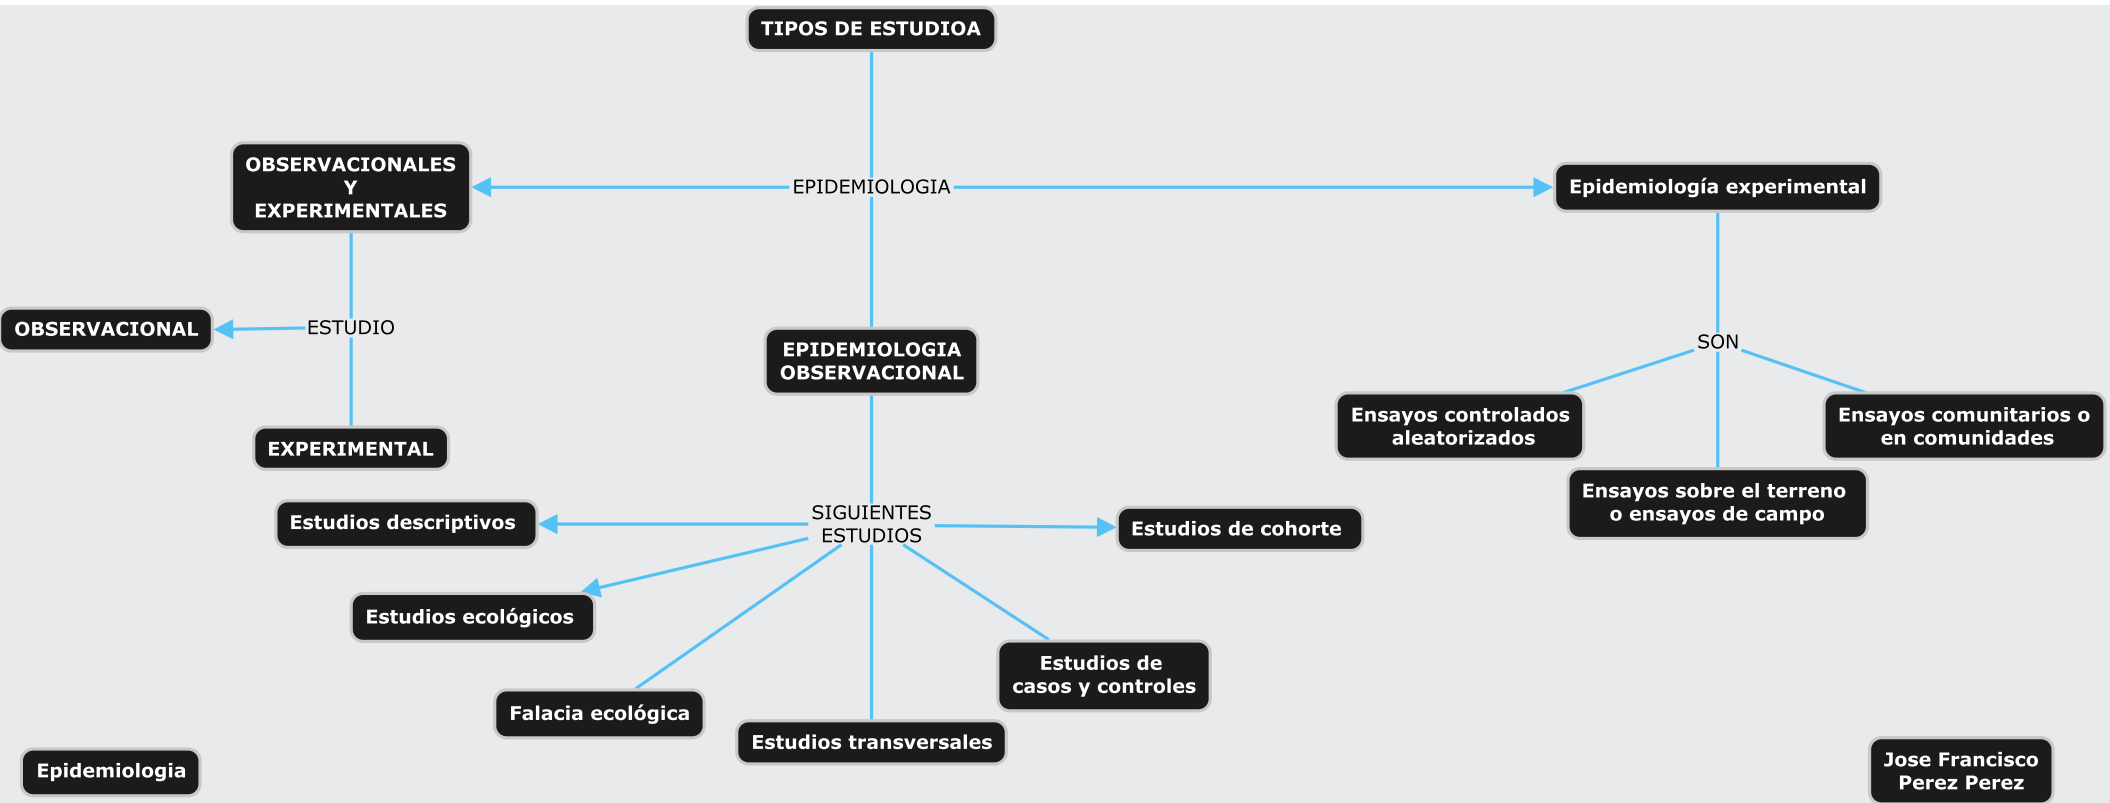 TIPOS DE ESTUDIOA
OBSERVACIONALES
Y
EXPERIMENTALES
EPIDEMIOLOGIA
Epidemiología experimental
OBSERVACIONAL
ESTUDIO
EXPERIMENTAL
EPIDEMIOLOGIA
OBSERVACIONAL
SON
Ensayos controlados
aleatorizados
Ensayos comunitarios o
en comunidades
Ensayos sobre el terreno
o ensayos de campo
SIGUIENTES
ESTUDIOS
Estudios descriptivos
Estudios de cohorte
Estudios ecológicos
Falacia ecológica
Estudios transversales
Estudios de
casos y controles
Epidemiologia
Jose Francisco
Perez Perez